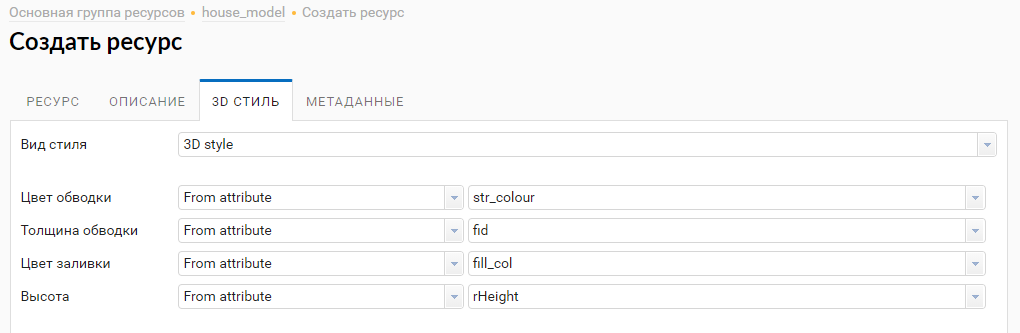 Основная группа ресурсов • house_model • Создать ресурс
Создать ресурс
РЕСУРС ОПИСАНИЕ 3D СТИЛЬ МЕТАДАННЫЕ
Вид стиля 3D style
Цвет обводки From attribute str_colour
Толщина обводки From attribute fid
Цвет заливки From attribute fill_col
Высота From attribute rHeight